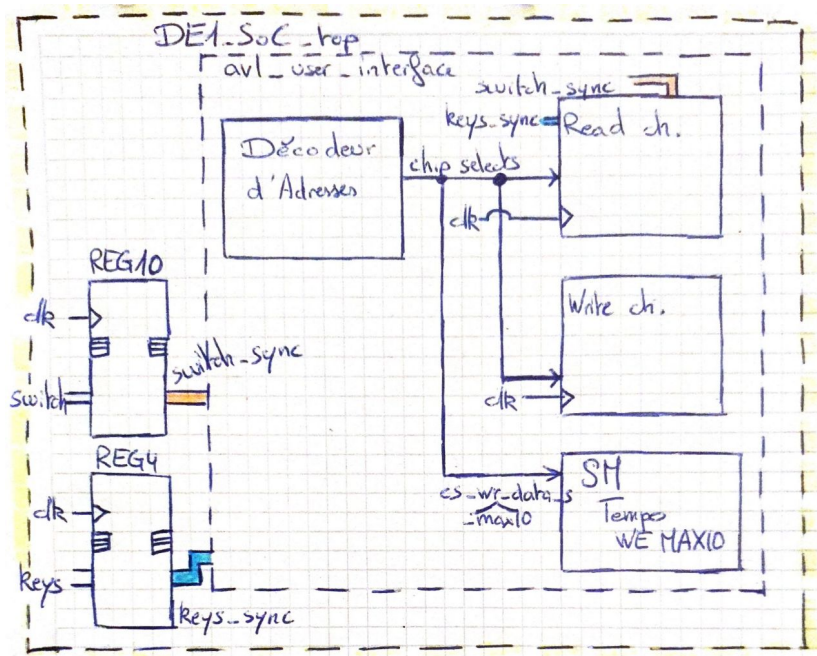 DE1_SoC_top
avl_user_interface
switch_sync
keys_sync
Read ch.
Décodeur
d'Adresses
chip selects
clk
REG10
clk
switch_sync
switch
Write ch.
clk
REG4
clk
keys
keys_sync
cs_wr_data_s
_max10
SM
Tempo
WE MAX10